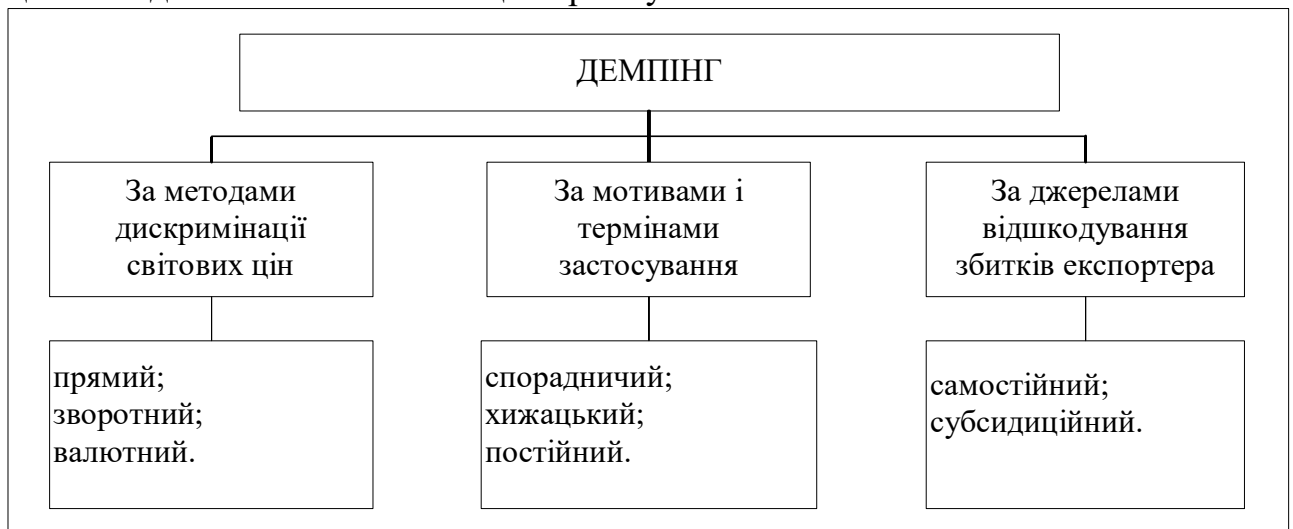 ДЕМПІНГ
За методами
дискримінації
світових цін
За мотивами і
термінами
застосування
За джерелами
відшкодування
збитків експортера
прямий;
зворотний;
валютний.
спорадничий;
хижацький;
постійний.
самостійний;
субсидиційний.